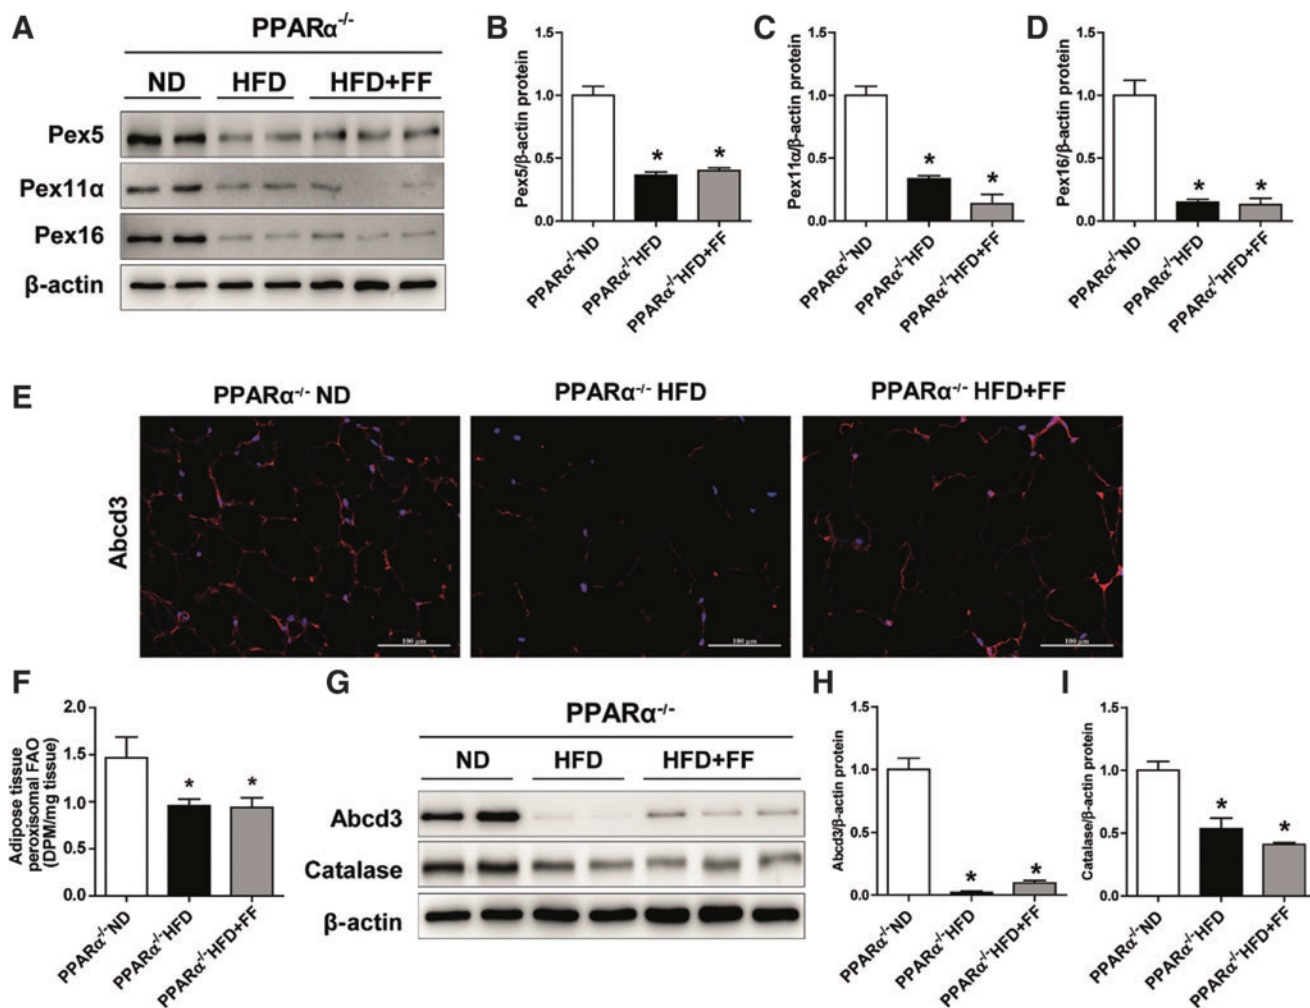 A
PPARα-/-
ND HFD HFD+FF
Pex5
Pex11α
Pex16
β-actin
B
Pex5/β-actin protein
1.5
1.0
0.5
0.0
*
*
PPARα-/-ND
PPARα-/-HFD
PPARα-/-HFD+FF
C
Pex11α/β-actin protein
1.5
1.0
0.5
0.0
*
*
PPARα-/-ND
PPARα-/-HFD
PPARα-/-HFD+FF
D
Pex16/β-actin protein
1.5
1.0
0.5
0.0
*
*
PPARα-/-ND
PPARα-/-HFD
PPARα-/-HFD+FF
E
PPARα-/- ND
PPARα-/- HFD
PPARα-/- HFD+FF
Abcd3
100 μm
100 μm
100 μm
F
Adipose tissue
peroxisomal FAO
(DPM/mg tissue)
2.0
1.5
1.0
0.5
0.0
*
*
PPARα-/-ND
PPARα-/-HFD
PPARα-/-HFD+FF
G
PPARα-/-
ND HFD HFD+FF
Abcd3
Catalase
β-actin
H
Abcd3/β-actin protein
1.5
1.0
0.5
0.0
*
*
PPARα-/-ND
PPARα-/-HFD
PPARα-/-HFD+FF
I
Catalase/β-actin protein
1.5
1.0
0.5
0.0
*
*
PPARα-/-ND
PPARα-/-HFD
PPARα-/-HFD+FF